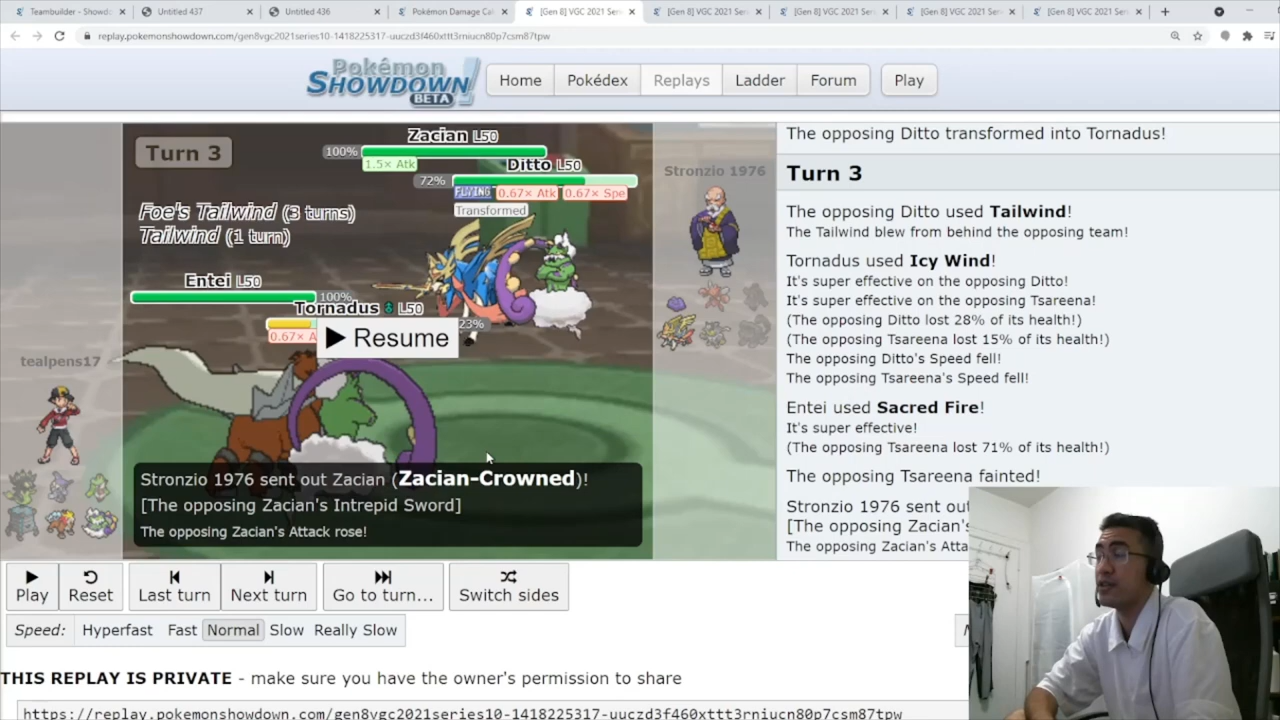 Teambuilder - Showd
Untitled 437
Untitled 436
Pokémon Damage Cal
[Gen 8] VGC 2021 Seri
[Gen 8] VGC 2021 Seri
[Gen 8] VGC 2021 Seri
[Gen 8] VGC 2021 Seri
[Gen 8] VGC 2021 Seri
replay.pokemonshowdown.com/gen8vgc2021series10-1418225317-uuczd3f460xttt3rniucn80p7csm87tpw
Pokémon
SHOWDOWN!
BETA
Home
Pokédex
Replays
Ladder
Forum
Play
Turn 3
Zacian L50
100%
1.5× Atk
Ditto L50
72%
FLYING 0.67× Atk 0.67× Spe
Transformed
Foe's Tailwind (3 turns)
Tailwind (1 turn)
Entei L50
100%
Tornadus L50
23%
0.67× A
Resume
Stronzio 1976
tealpens17
Stronzio 1976 sent out Zacian (Zacian-Crowned)!
[The opposing Zacian's Intrepid Sword]
The opposing Zacian's Attack rose!
The opposing Ditto transformed into Tornadus!
Turn 3
The opposing Ditto used Tailwind!
The Tailwind blew from behind the opposing team!
Tornadus used Icy Wind!
It's super effective on the opposing Ditto!
It's super effective on the opposing Tsareena!
(The opposing Ditto lost 28% of its health!)
(The opposing Tsareena lost 15% of its health!)
The opposing Ditto's Speed fell!
The opposing Tsareena's Speed fell!
Entei used Sacred Fire!
It's super effective!
(The opposing Tsareena lost 71% of its health!)
The opposing Tsareena fainted!
Stronzio 1976 sent out
[The opposing Zacian's
The opposing Zacian's Atta
Play
Reset
Last turn
Next turn
Go to turn...
Switch sides
Speed: Hyperfast Fast Normal Slow Really Slow
THIS REPLAY IS PRIVATE - make sure you have the owner's permission to share
https://replay.pokemonshowdown.com/gen8vgc2021series10-1418225317-uuczd3f460xttt3rniucn80p7csm87tpw